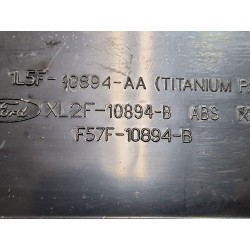 1L5F-10894-AA (TITANIUM
Ford XL2F-10894-B ABS
F57F-10894-B